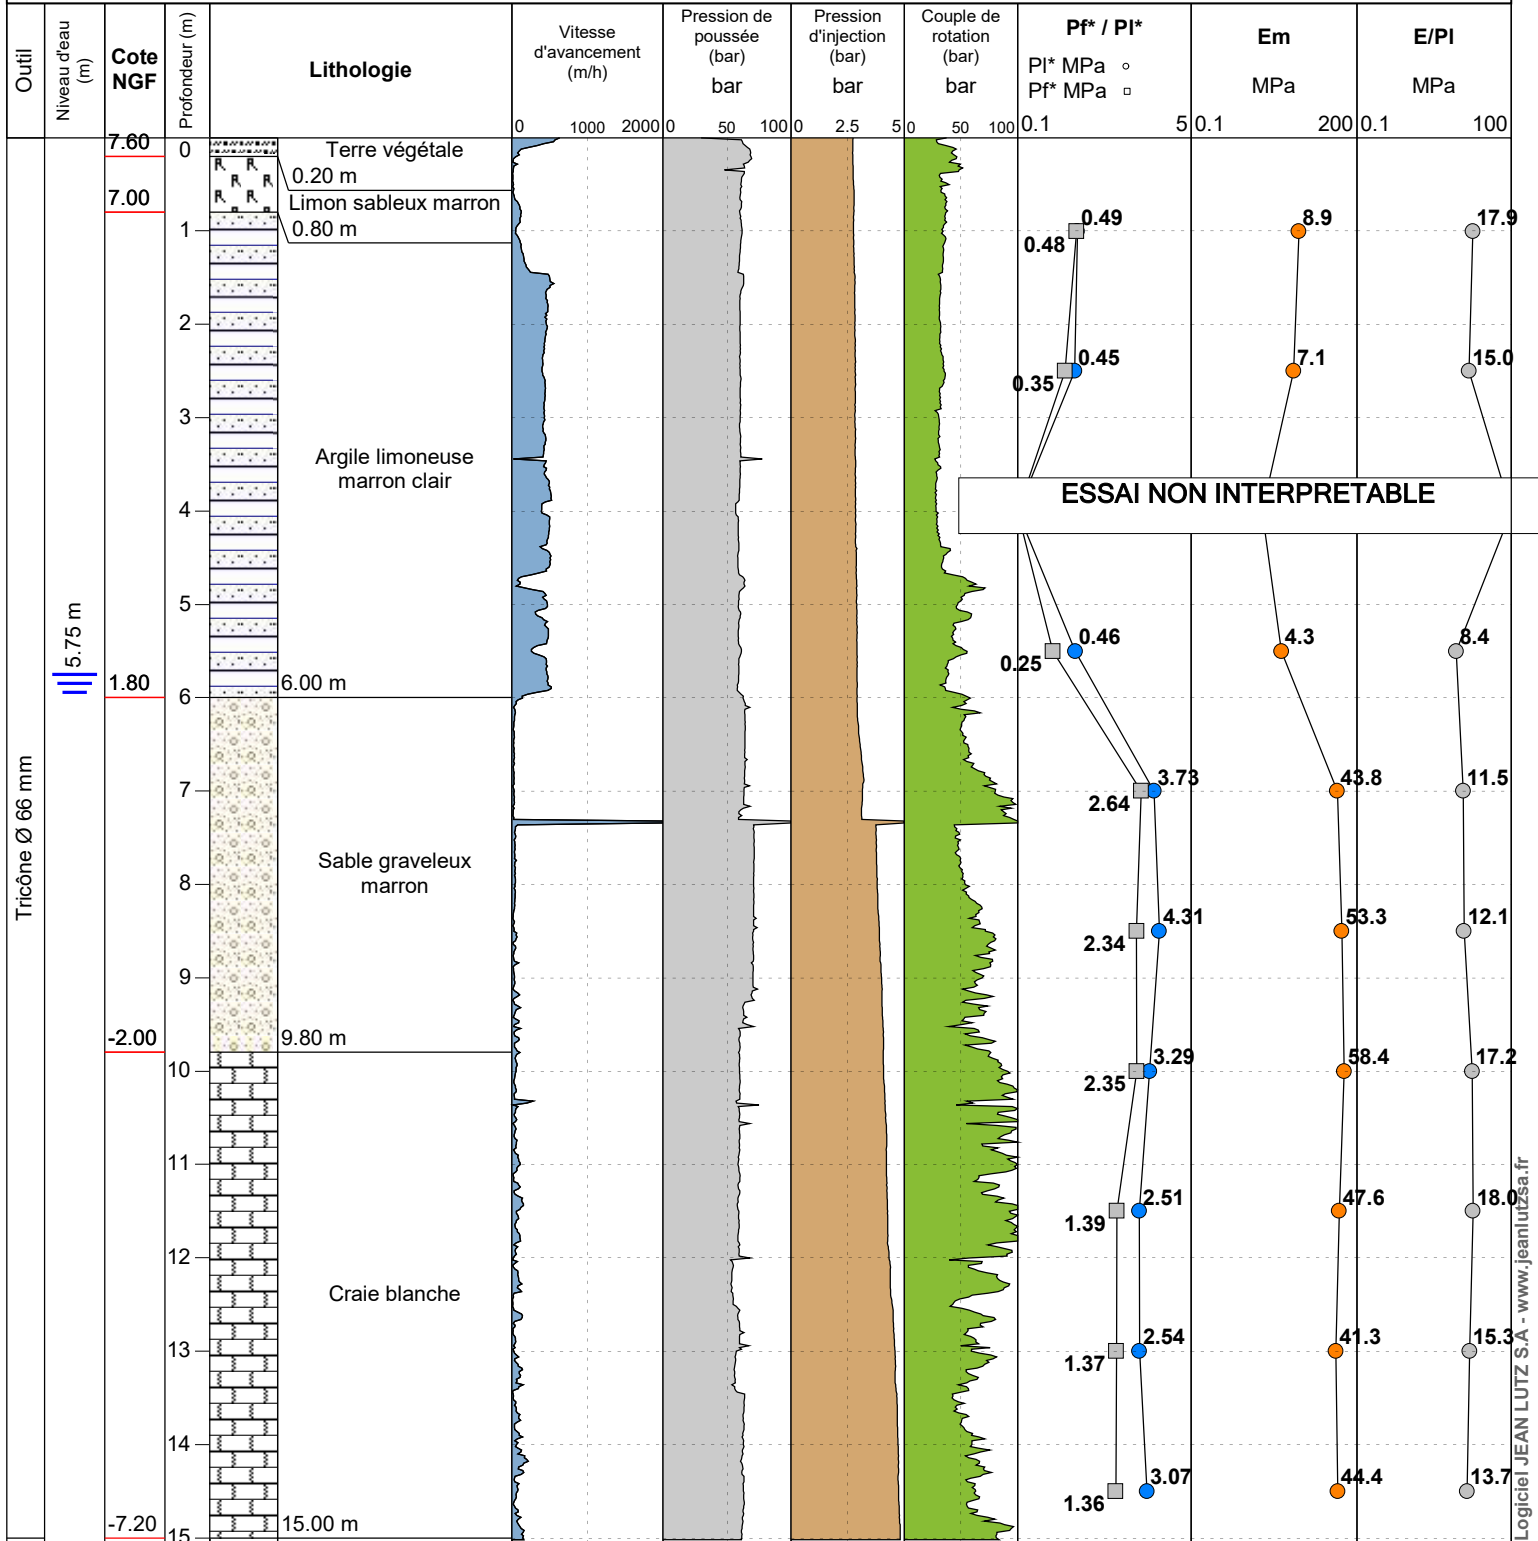 Outil
Niveau d'eau
(m)
Cote
NGF
Profondeur (m)
Lithologie
Vitesse
d'avancement
(m/h)
Pression de
poussée
(bar)
bar
Pression
d'injection
(bar)
bar
Couple de
rotation
(bar)
bar
Pf* / Pl*
Pl* MPa
Pf* MPa
Em
MPa
E/Pl
MPa
0 1000 2000
0 50 100
0 2.5 5
0 50 100
0.1 5
0.1 200
0.1 100
7.60
0
Terre végétale
0.20 m
7.00
Limon sableux marron
0.80 m
1
0.49
0.48
8.9
17.9
2
0.45
0.35
7.1
15.0
3
Argile limoneuse
marron clair
ESSAI NON INTERPRETABLE
4
5
5.75 m
0.46
0.25
4.3
8.4
1.80
6.00 m
6
Tricône Ø 66 mm
7
3.73
2.64
43.8
11.5
Sable graveleux
marron
8
4.31
2.34
53.3
12.1
9
-2.00
9.80 m
10
3.29
2.35
58.4
17.2
11
2.51
1.39
47.6
18.0
12
Craie blanche
13
2.54
1.37
41.3
15.3
14
3.07
1.36
44.4
13.7
-7.20
15.00 m
15
Logiciel JEAN LUTZ S.A - www.jeanlutzsa.fr